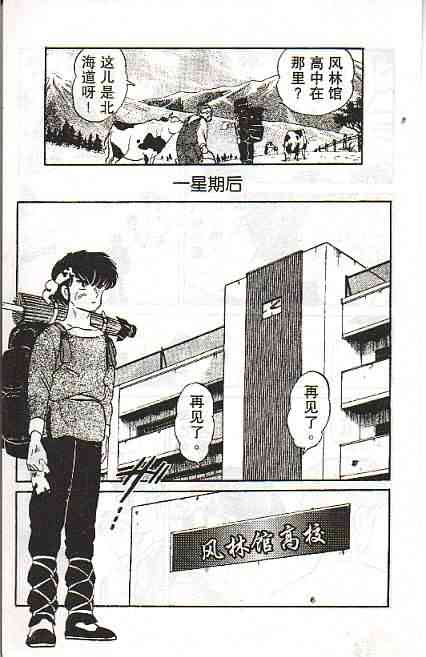 风林馆
高中在
那里？
这儿是北
海道呀！
一星期后
再见了。
再见了。
风林馆高校